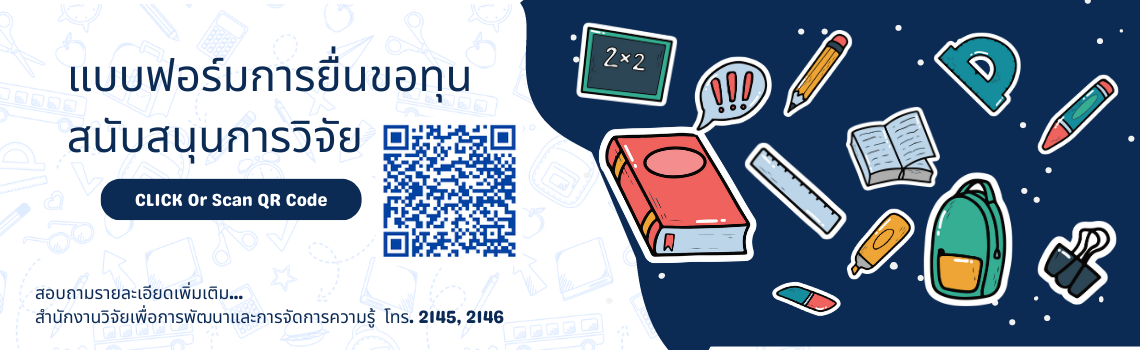 แบบฟอร์มการยื่นขอทุน
สนับสนุนการวิจัย
CLICK Or Scan QR Code
สอบถามรายละเอียดเพิ่มเติม...
สำนักงานวิจัยเพื่อการพัฒนาและการจัดการความรู้ โทร. 2145, 2146
2×2
!!!